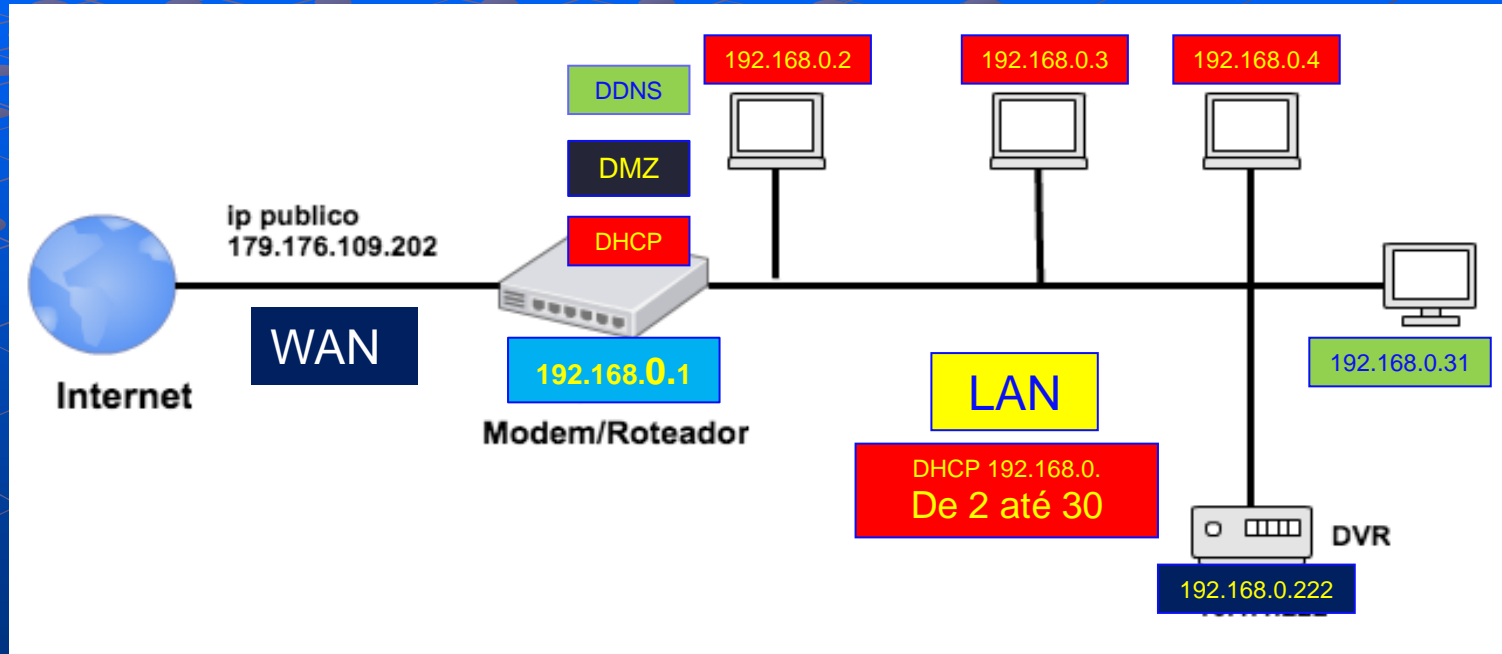 192.168.0.2
192.168.0.3
192.168.0.4
DDNS
DMZ
DHCP
ip publico
179.176.109.202
WAN
Internet
192.168.0.1
Modem/Roteador
LAN
DHCP 192.168.0.
De 2 até 30
192.168.0.31
DVR
192.168.0.222